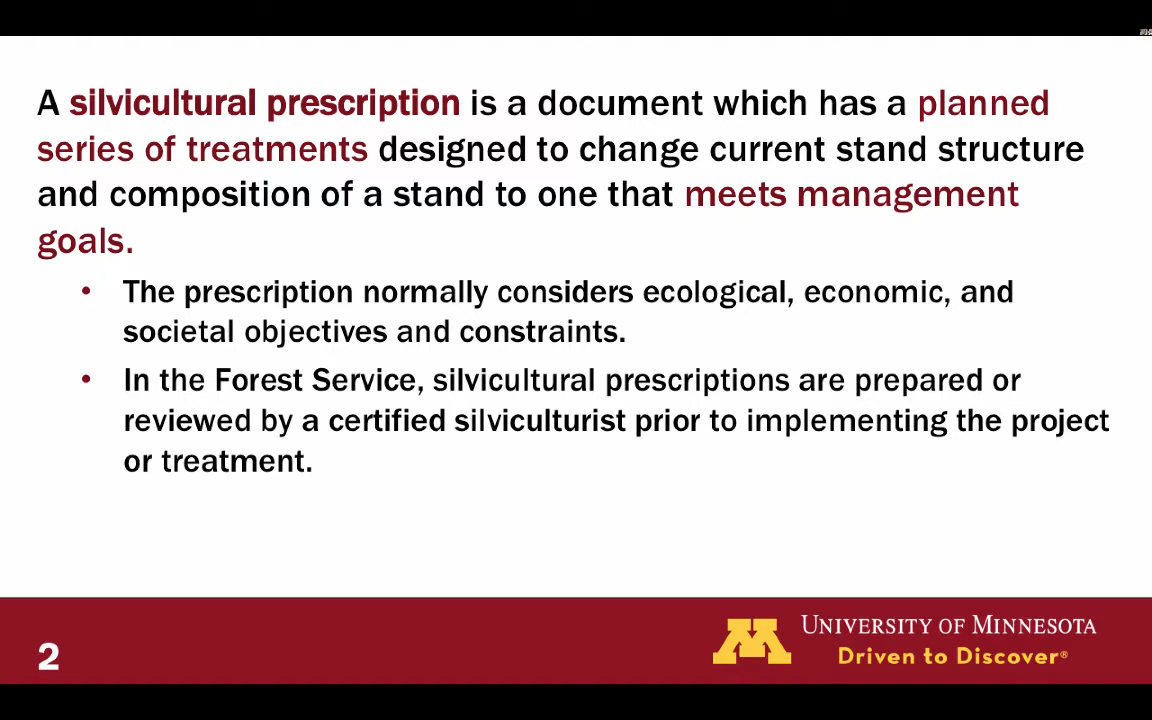 A silvicultural prescription is a document which has a planned
series of treatments designed to change current stand structure
and composition of a stand to one that meets management
goals.
• The prescription normally considers ecological, economic, and
societal objectives and constraints.
• In the Forest Service, silvicultural prescriptions are prepared or
reviewed by a certified silviculturist prior to implementing the project
or treatment.
2
M
UNIVERSITY OF MINNESOTA
Driven to Discover®